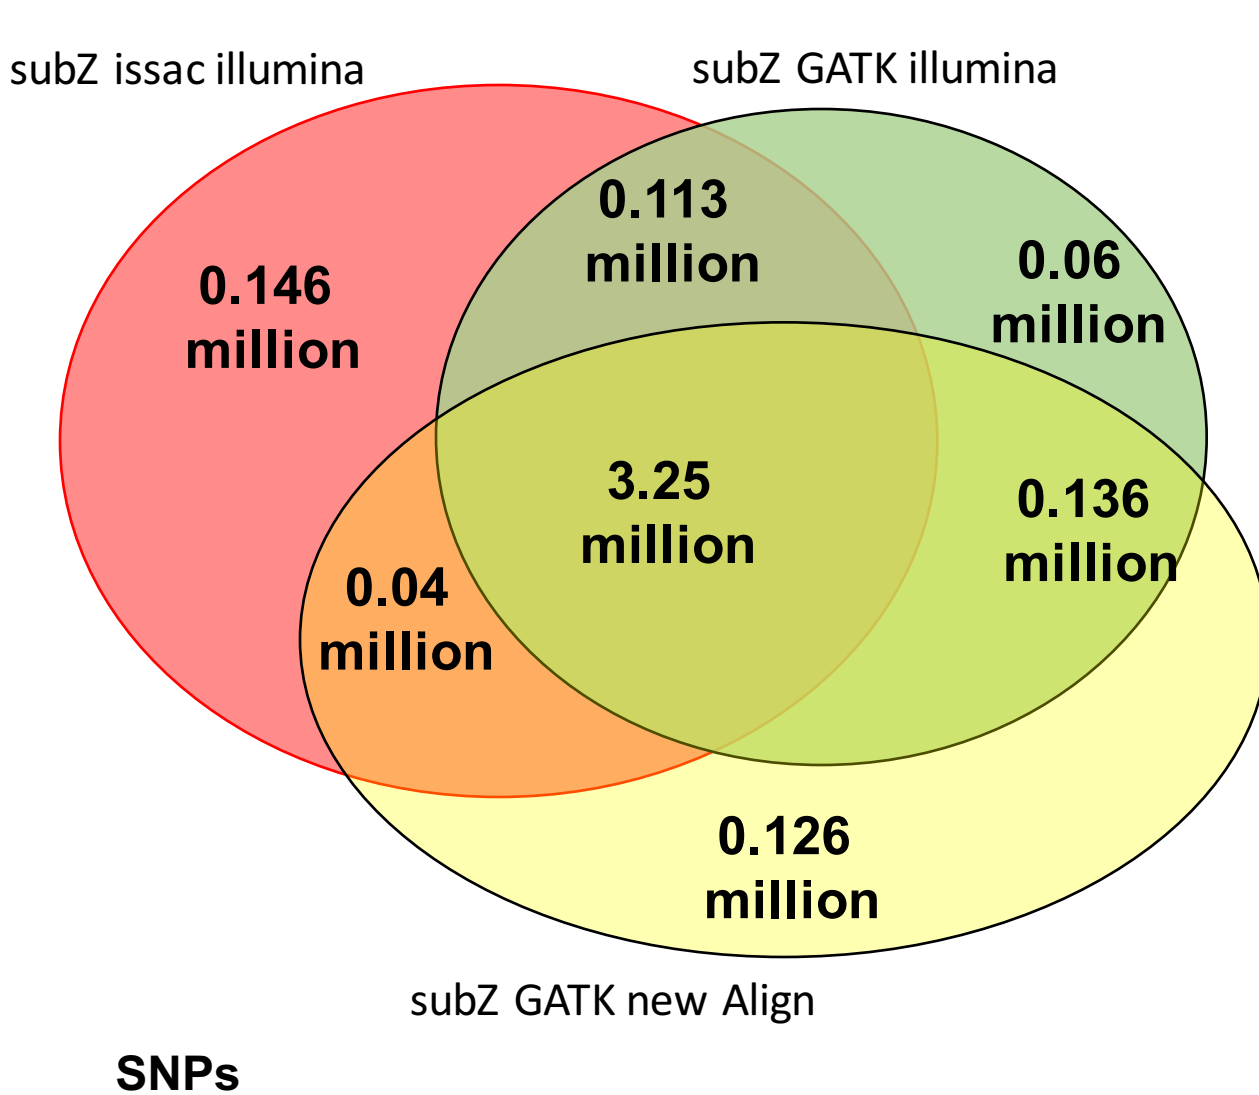 subZ issac illumina
subZ GATK illumina
0.113
million
0.146
million
0.06
million
3.25
million
0.136
million
0.04
million
0.126
million
subZ GATK new Align
SNPs